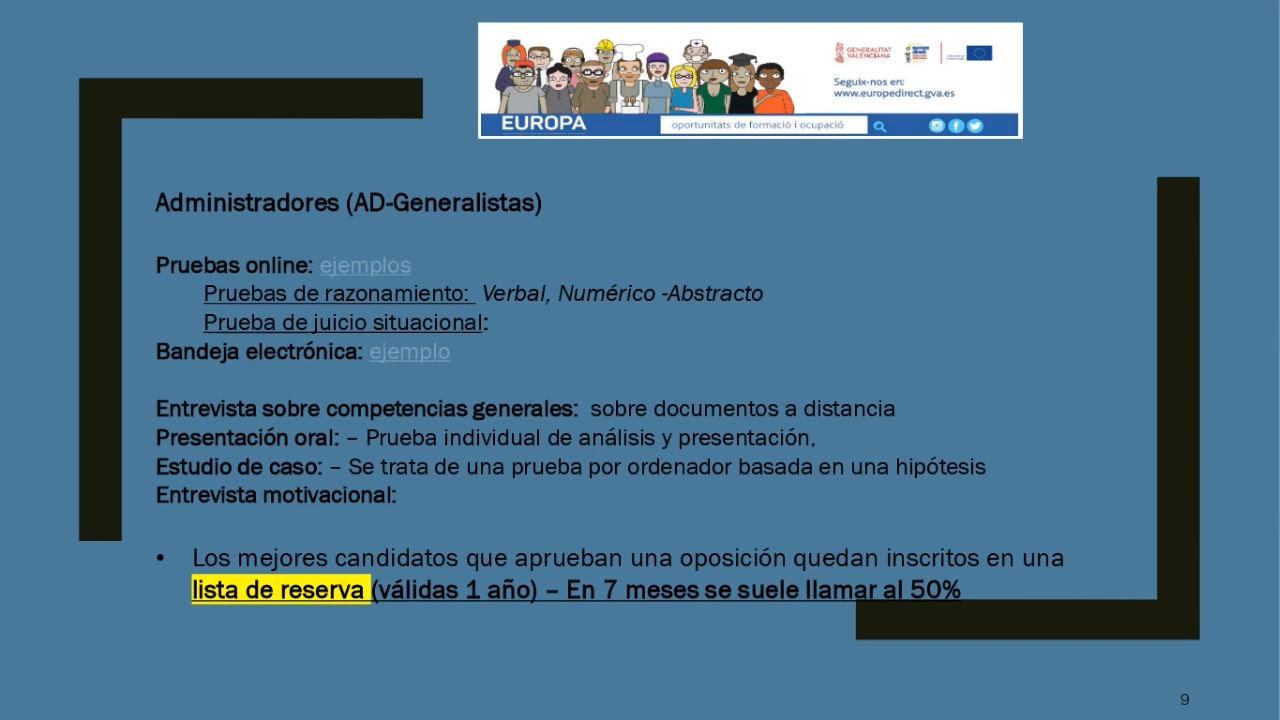 GENERALITAT
VALENCIANA
europe
direct
Seguix-nos en:
www.europedirect.gva.es
EUROPA
oportunitats de formació i ocupació
Administradores (AD-Generalistas)
Pruebas online: ejemplos
Pruebas de razonamiento: Verbal, Numérico -Abstracto
Prueba de juicio situacional:
Bandeja electrónica: ejemplo
Entrevista sobre competencias generales: sobre documentos a distancia
Presentación oral: – Prueba individual de análisis y presentación,
Estudio de caso: – Se trata de una prueba por ordenador basada en una hipótesis
Entrevista motivacional:
• Los mejores candidatos que aprueban una oposición quedan inscritos en una
lista de reserva (válidas 1 año) – En 7 meses se suele llamar al 50%
9